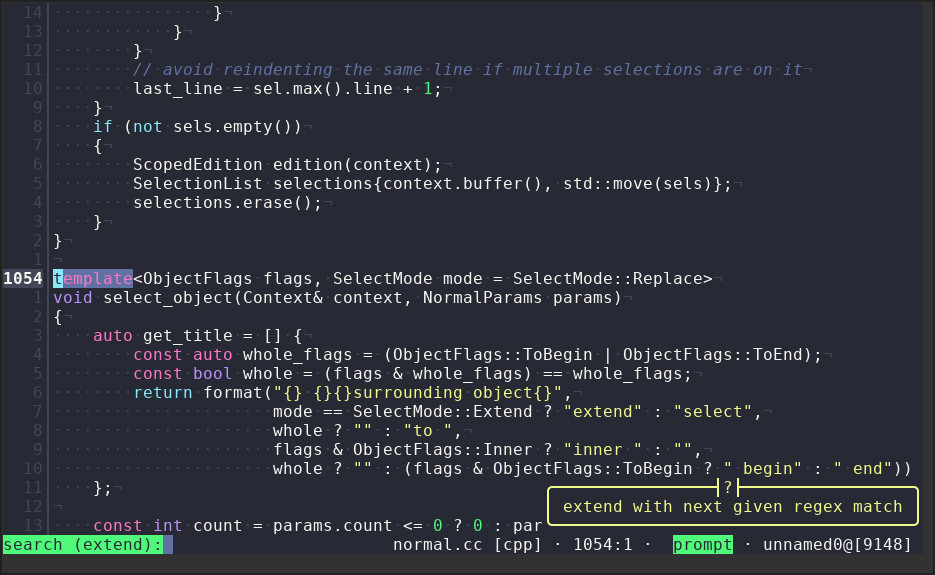 14 ················}¬
13 ············}¬
12 ········}¬
11 ········//·avoid·reindenting·the·same·line·if·multiple·selections·are·on·it¬
10 ········last_line·=·sel.max().line·+·1;¬
9 ····}¬
8 ····if·(not·sels.empty())¬
7 ····{¬
6 ········ScopedEdition·edition(context);¬
5 ········SelectionList·selections{context.buffer(),·std::move(sels)};¬
4 ········selections.erase();¬
3 ····}¬
2 }¬
1 ¬
1054 template<ObjectFlags·flags,·SelectMode·mode·=·SelectMode::Replace>¬
1 void·select_object(Context&·context,·NormalParams·params)¬
2 {¬
3 ····auto·get_title·=·[]·{¬
4 ········const·auto·whole_flags·=·(ObjectFlags::ToBegin·|·ObjectFlags::ToEnd);¬
5 ········const·bool·whole·=·(flags·&·whole_flags)·==·whole_flags;¬
6 ········return·format("{}·{}{}surrounding·object{}",¬
7 ······················mode·==·SelectMode::Extend·?·"extend"·:·"select",¬
8 ······················whole·?·""·:·"to·",¬
9 ······················flags·&·ObjectFlags::Inner·?·"inner·"·:·"",¬
10 ······················whole·?·""·:·(flags·&·ObjectFlags::ToBegin·?·"·begin"·:·"·end"))
11 ····};¬
?
12 ¬
extend with next given regex match
13 ····const·int·count·=·params.count·<=·0·?·0·:·par
search (extend): normal.cc [cpp] · 1054:1 · prompt · unnamed0@[9148]